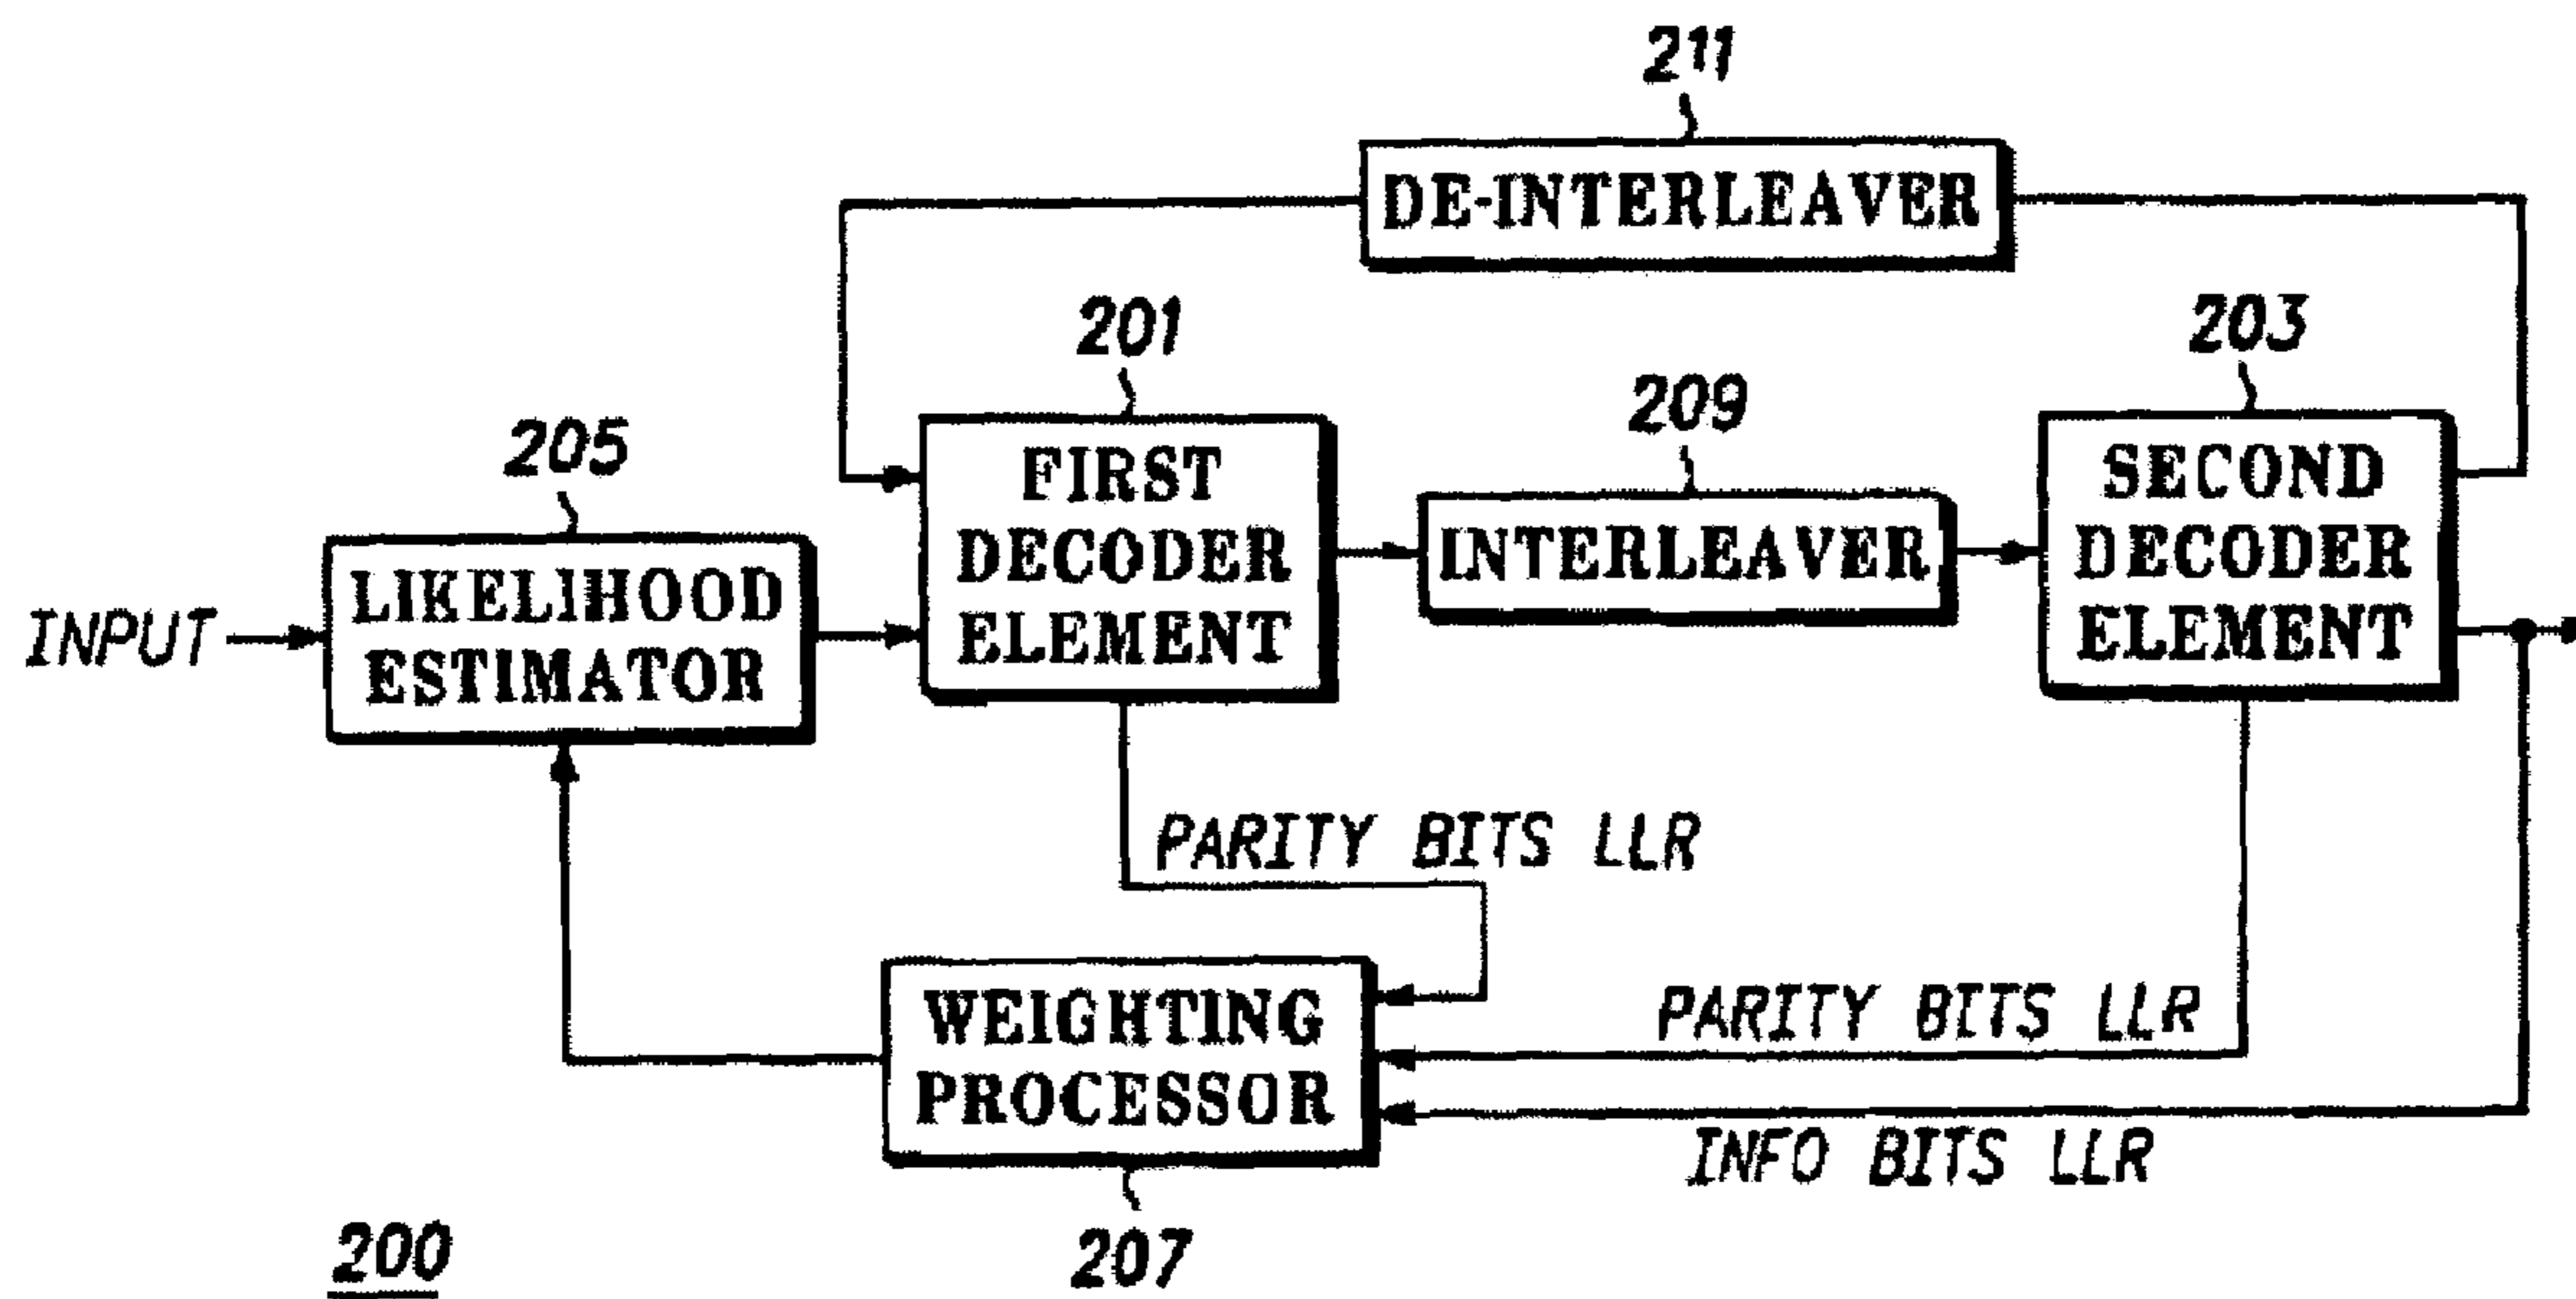 211
DE-INTERLEAVER
201
203
209
205
FIRST
DECODER
ELEMENT
SECOND
DECODER
ELEMENT
INTERLEAVER
LIKELIHOOD
ESTIMATOR
INPUT
PARITY BITS LLR
WEIGHTING
PROCESSOR
PARITY BITS LLR
INFO BITS LLR
207
200